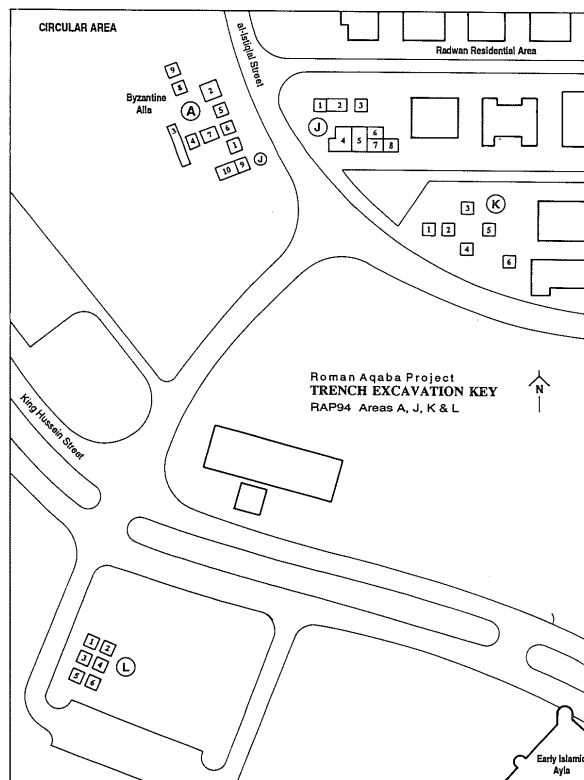 CIRCULAR AREA
al-Istiqlal Street
Radwan Residential Area
Byzantine
Aila
9
8
2
A
5
3
4
7
6
1
10
9
J
1
2
3
J
4
5
6
7
8
K
3
1
2
5
4
6
Roman Aqaba Project
TRENCH EXCAVATION KEY
RAP94 Areas A, J, K & L
N
King Hussein Street
1
2
3
4
L
5
6
Early Islamic
Ayla